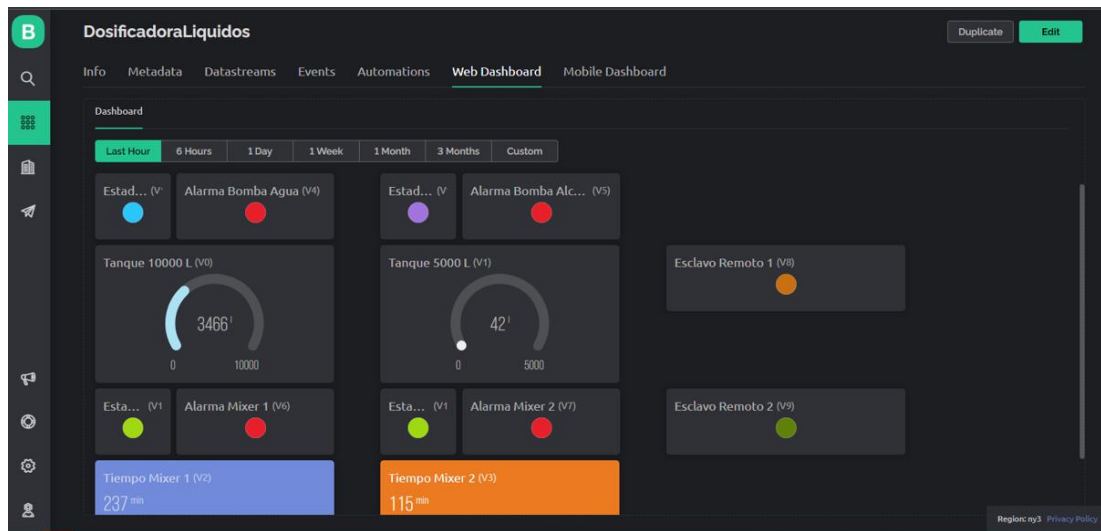 B
DosificadoraLiquidos
Duplicate
Edit
Info Metadata Datastreams Events Automations Web Dashboard Mobile Dashboard
Dashboard
Last Hour 6 Hours 1 Day 1 Week 1 Month 3 Months Custom
Estad... (V
Alarma Bomba Agua (V4)
Estad... (V
Alarma Bomba Alc... (V5)
Tanque 10000 L (V0)
3466 l
0 10000
Tanque 5000 L (V1)
42 l
0 5000
Esclavo Remoto 1 (V8)
Esta... (V1
Alarma Mixer 1 (V6)
Esta... (V1
Alarma Mixer 2 (V7)
Esclavo Remoto 2 (V9)
Tiempo Mixer 1 (V2)
237 min
Tiempo Mixer 2 (V3)
115 min
Region: ny3 Privacy Policy